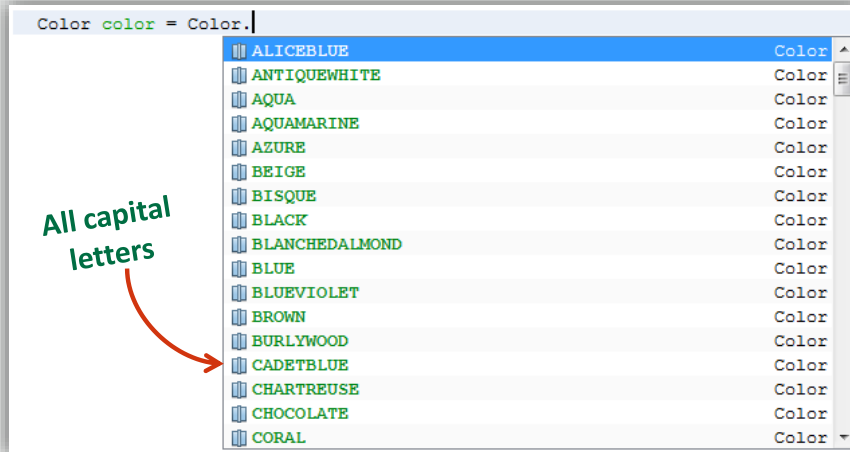 Color color = Color.
ALICEBLUE Color
ANTIQUEWHITE Color
AQUA Color
AQUAMARINE Color
AZURE Color
BEIGE Color
BISQUE Color
BLACK Color
BLANCHEDALMOND Color
BLUE Color
BLUEVIOLET Color
BROWN Color
BURLYWOOD Color
CADETBLUE Color
CHARTREUSE Color
CHOCOLATE Color
CORAL Color
All capital
letters